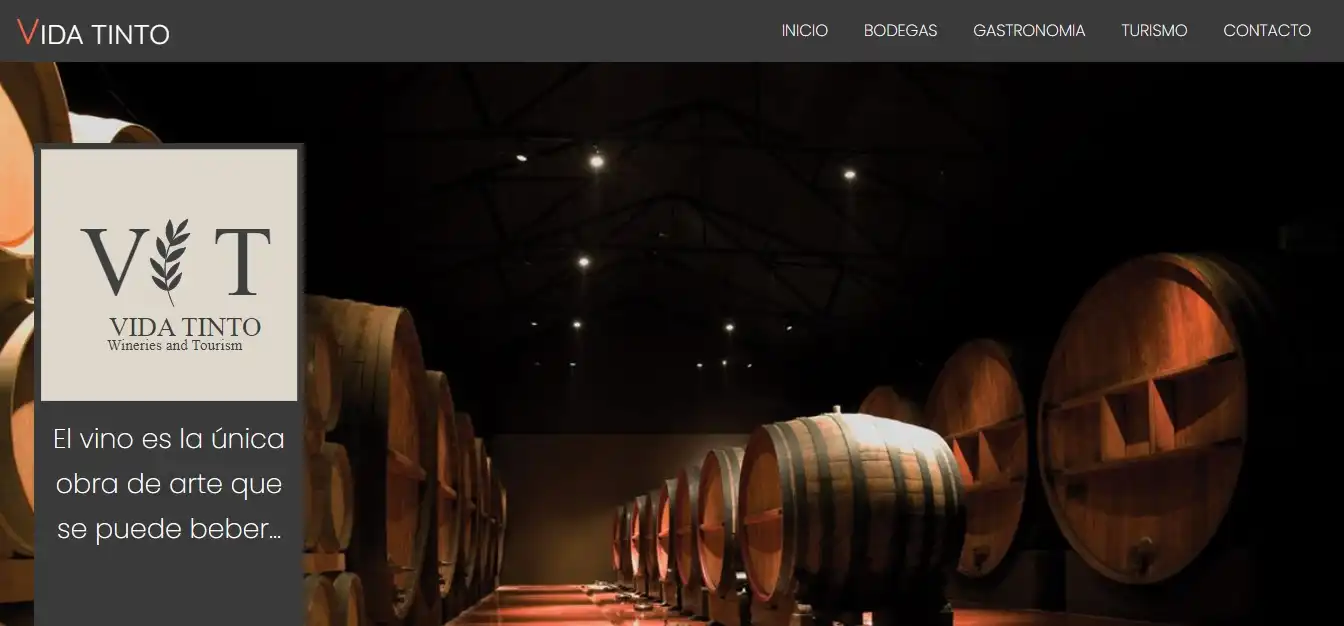 VIDA TINTO
INICIO BODEGAS GASTRONOMIA TURISMO CONTACTO
V T
VIDA TINTO
Wineries and Tourism
El vino es la única
obra de arte que
se puede beber...